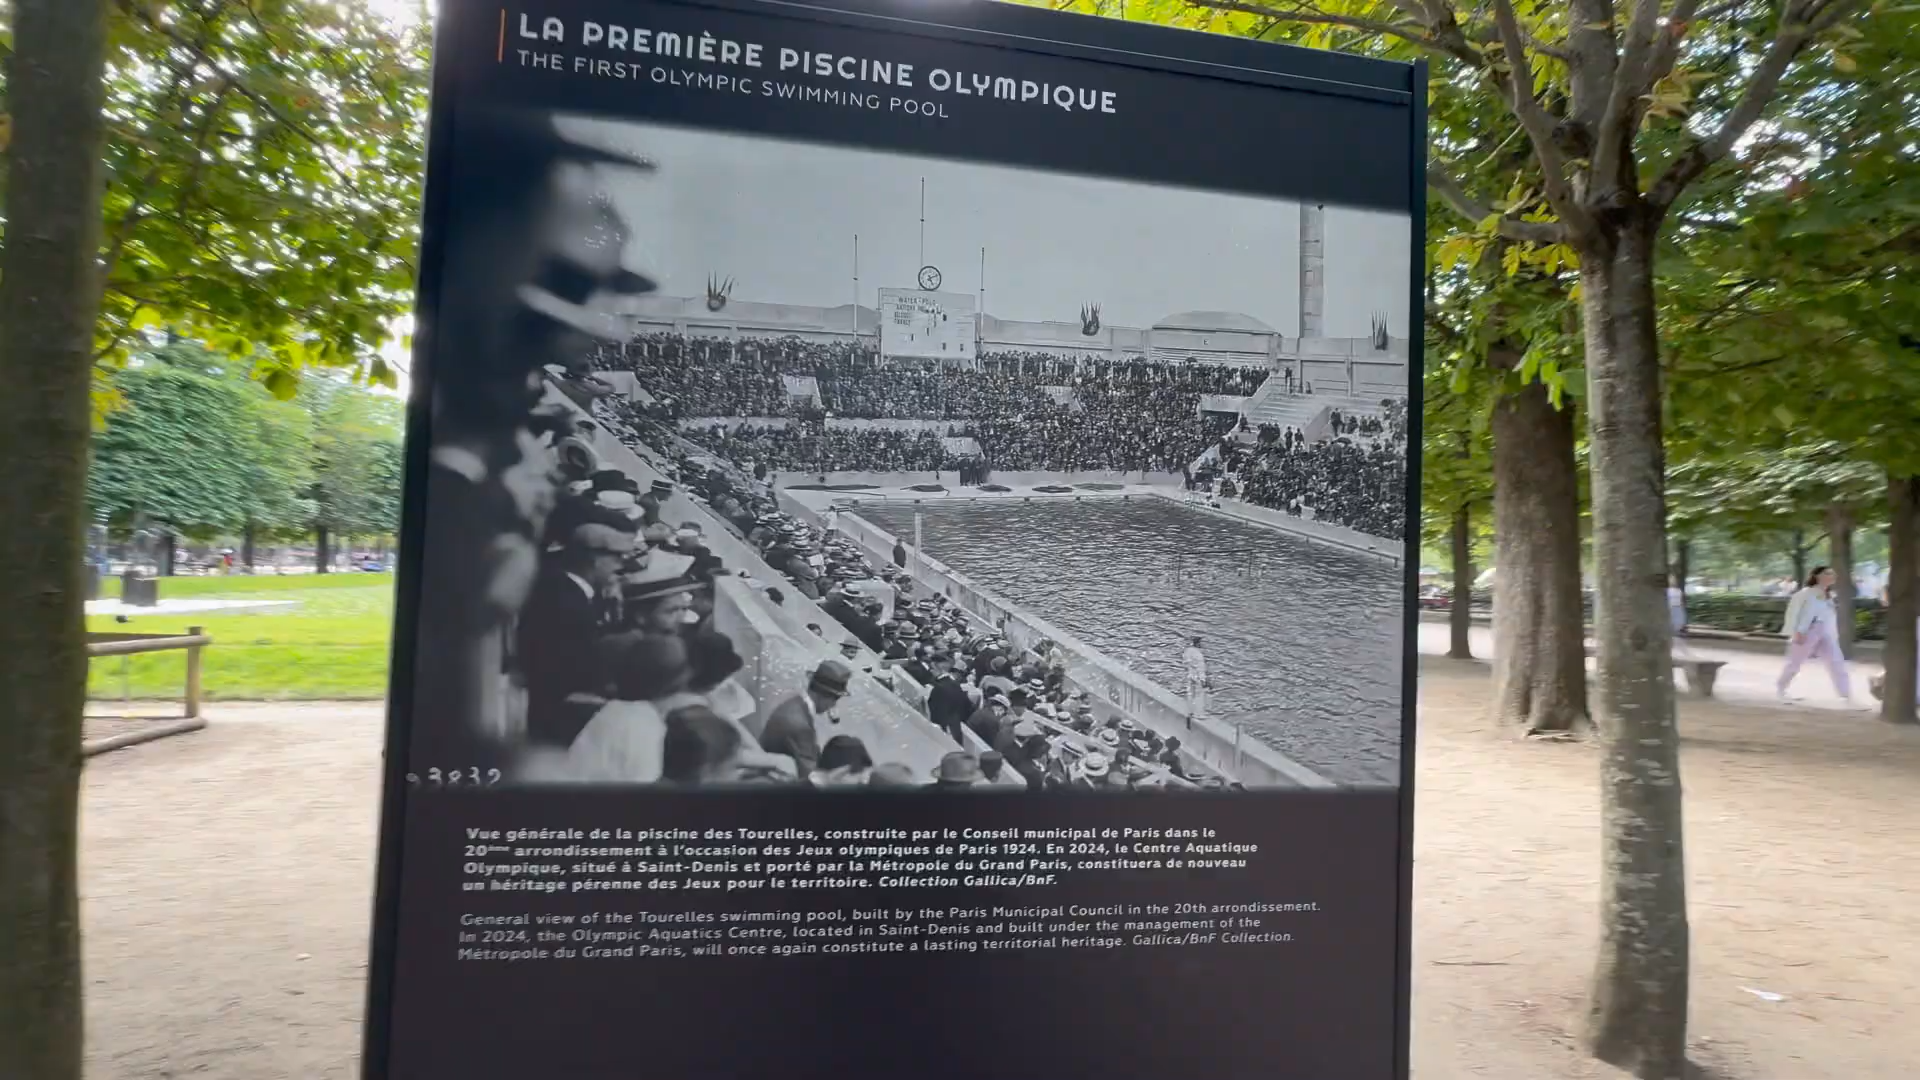 LA PREMIÈRE PISCINE OLYMPIQUE
THE FIRST OLYMPIC SWIMMING POOL
WATER-POLO
FRANCE
Vue générale de la piscine des Tourelles, construite par le Conseil municipal de Paris dans le
20ème arrondissement à l'occasion des Jeux olympiques de Paris 1924. En 2024, le Centre Aquatique
Olympique, situé à Saint-Denis et porté par la Métropole du Grand Paris, constituera de nouveau
un héritage pérenne des Jeux pour le territoire. Collection Gallica/BnF.
General view of the Tourelles swimming pool, built by the Paris Municipal Council in the 20th arrondissement.
In 2024, the Olympic Aquatics Centre, located in Saint-Denis and built under the management of the
Métropole du Grand Paris, will once again constitute a lasting territorial heritage. Gallica/BnF Collection.